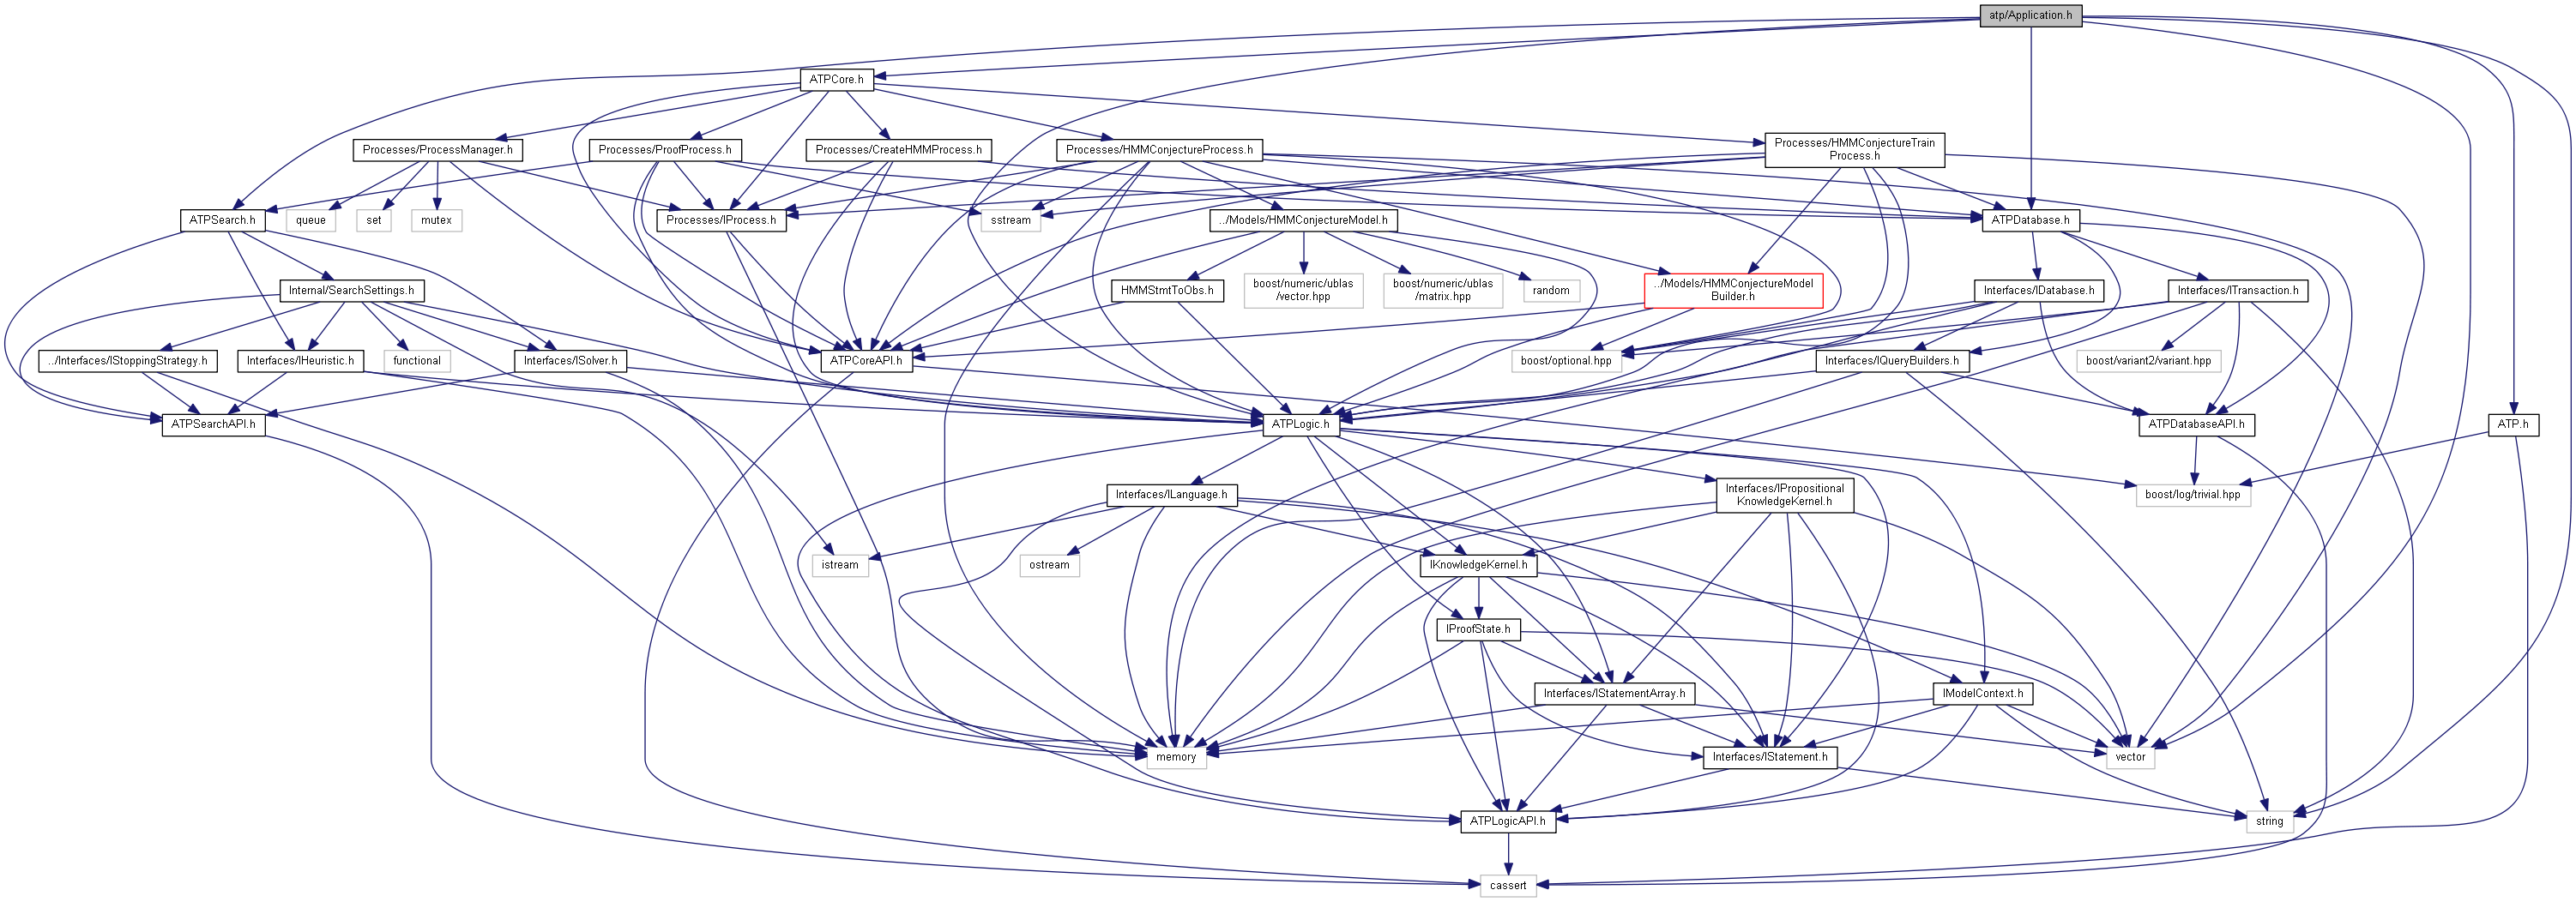 atp/Application.h
ATPCore.h
Processes/ProcessManager.h
Processes/ProofProcess.h
Processes/CreateHMMProcess.h
Processes/HMMConjectureProcess.h
Processes/HMMConjectureTrain
Process.h
ATPSearch.h
queue
set
mutex
Processes/IProcess.h
sstream
../Models/HMMConjectureModel.h
ATPDatabase.h
Internal/SearchSettings.h
HMMStmtToObs.h
boost/numeric/ublas
/vector.hpp
boost/numeric/ublas
/matrix.hpp
random
../Models/HMMConjectureModel
Builder.h
Interfaces/IDatabase.h
Interfaces/ITransaction.h
../Interfaces/IStoppingStrategy.h
Interfaces/IHeuristic.h
functional
Interfaces/ISolver.h
ATPCoreAPI.h
boost/optional.hpp
Interfaces/IQueryBuilders.h
boost/variant2/variant.hpp
ATPSearchAPI.h
ATPLogic.h
ATPDatabaseAPI.h
ATP.h
Interfaces/ILanguage.h
Interfaces/IPropositional
KnowledgeKernel.h
boost/log/trivial.hpp
istream
ostream
IKnowledgeKernel.h
IProofState.h
Interfaces/IStatementArray.h
IModelContext.h
memory
Interfaces/IStatement.h
vector
ATPLogicAPI.h
string
cassert